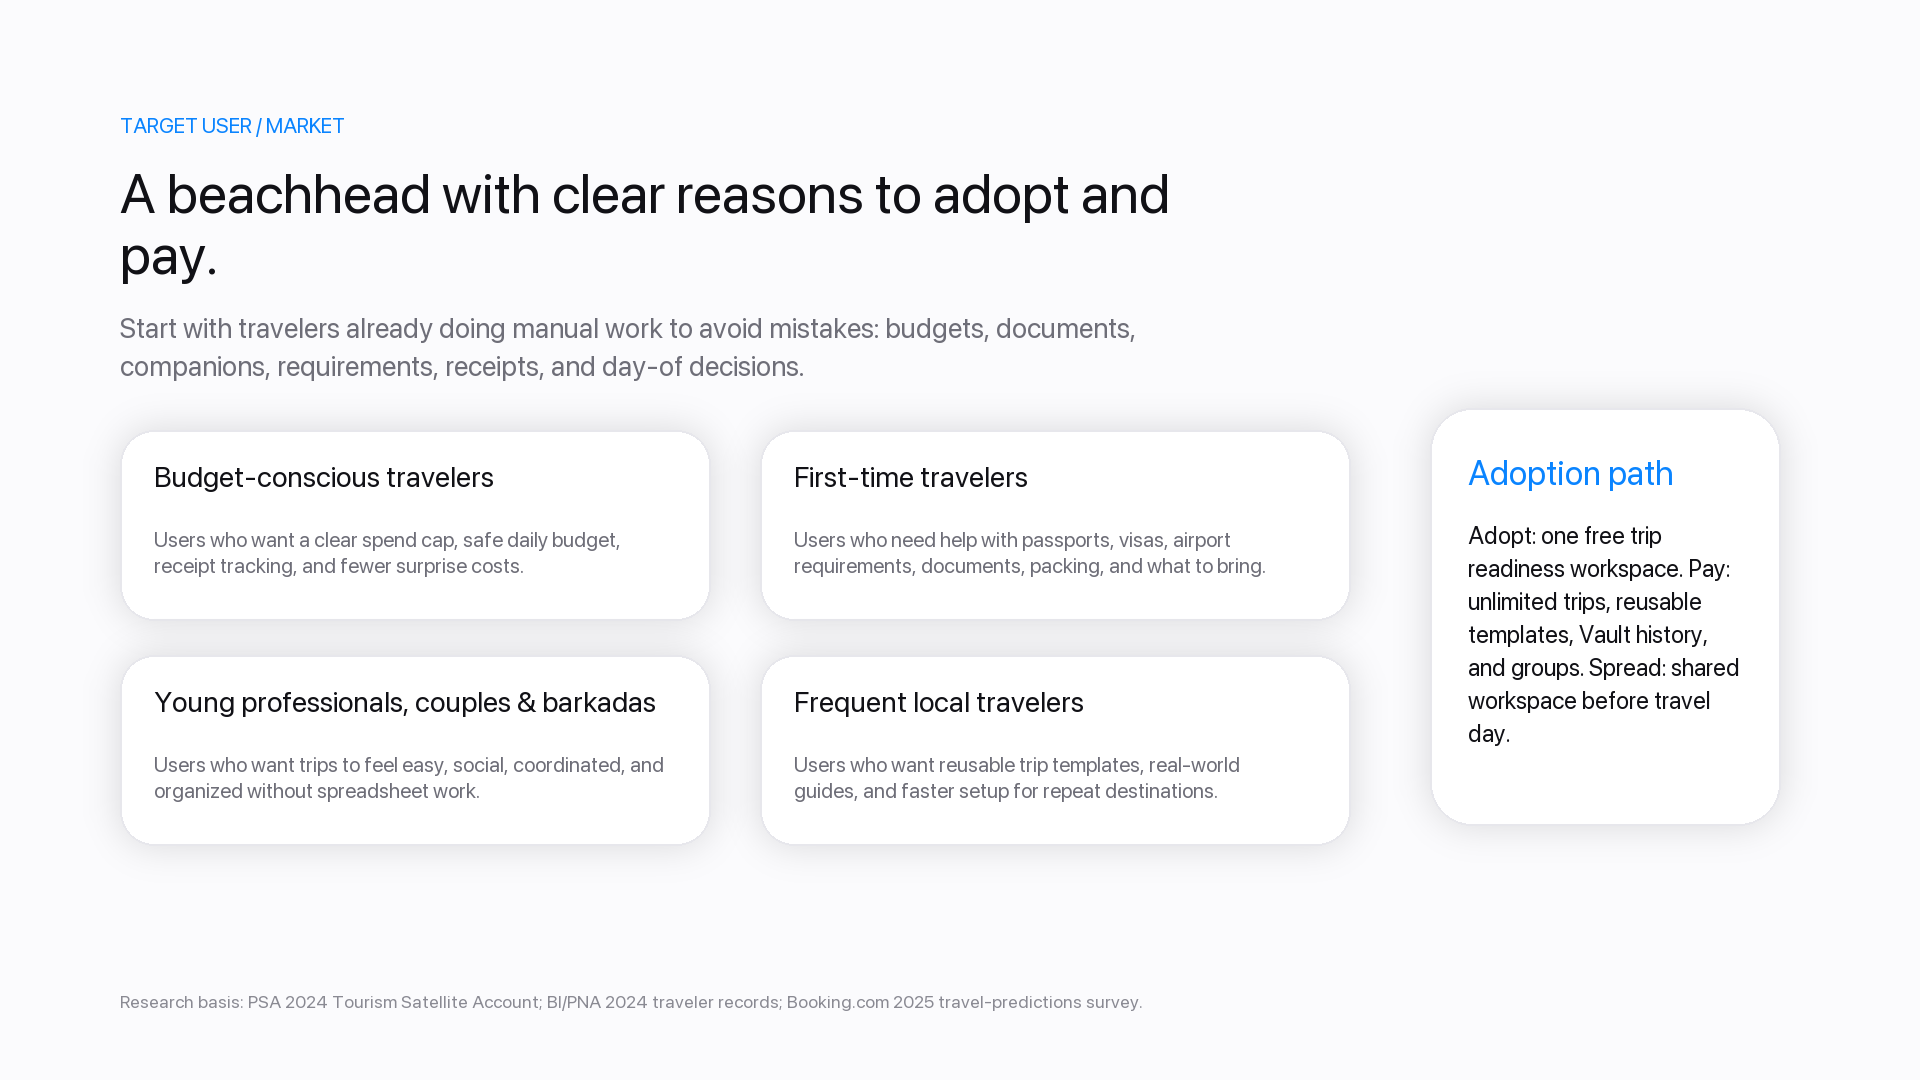 TARGET USER / MARKET
A beachhead with clear reasons to adopt and
pay.
Start with travelers already doing manual work to avoid mistakes: budgets, documents,
companions, requirements, receipts, and day-of decisions.
Budget-conscious travelers
Users who want a clear spend cap, safe daily budget,
receipt tracking, and fewer surprise costs.
First-time travelers
Users who need help with passports, visas, airport
requirements, documents, packing, and what to bring.
Young professionals, couples & barkadas
Users who want trips to feel easy, social, coordinated, and
organized without spreadsheet work.
Frequent local travelers
Users who want reusable trip templates, real-world
guides, and faster setup for repeat destinations.
Adoption path
Adopt: one free trip
readiness workspace. Pay:
unlimited trips, reusable
templates, Vault history,
and groups. Spread: shared
workspace before travel
day.
Research basis: PSA 2024 Tourism Satellite Account; BI/PNA 2024 traveler records; Booking.com 2025 travel-predictions survey.